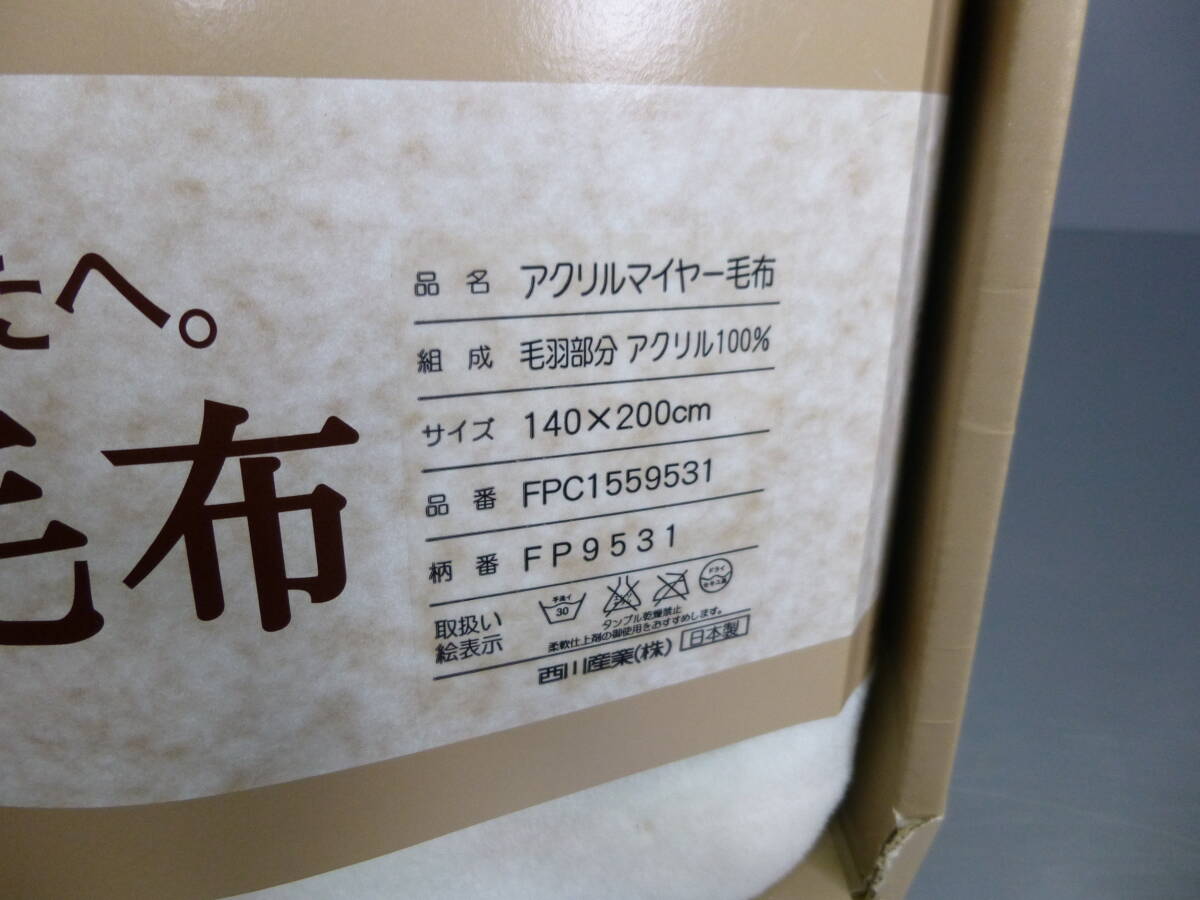 たへ。
毛布
品名 アクリルマイヤー毛布
組成 毛羽部分 アクリル100%
サイズ 140×200cm
品番 FPC1559531
柄番 FP9531
取扱い
絵表示
手洗イ
30
ドライ
セキユ系
タンブル乾燥禁止
柔軟仕上剤の御使用をおすすめします。
西川産業(株) 日本製